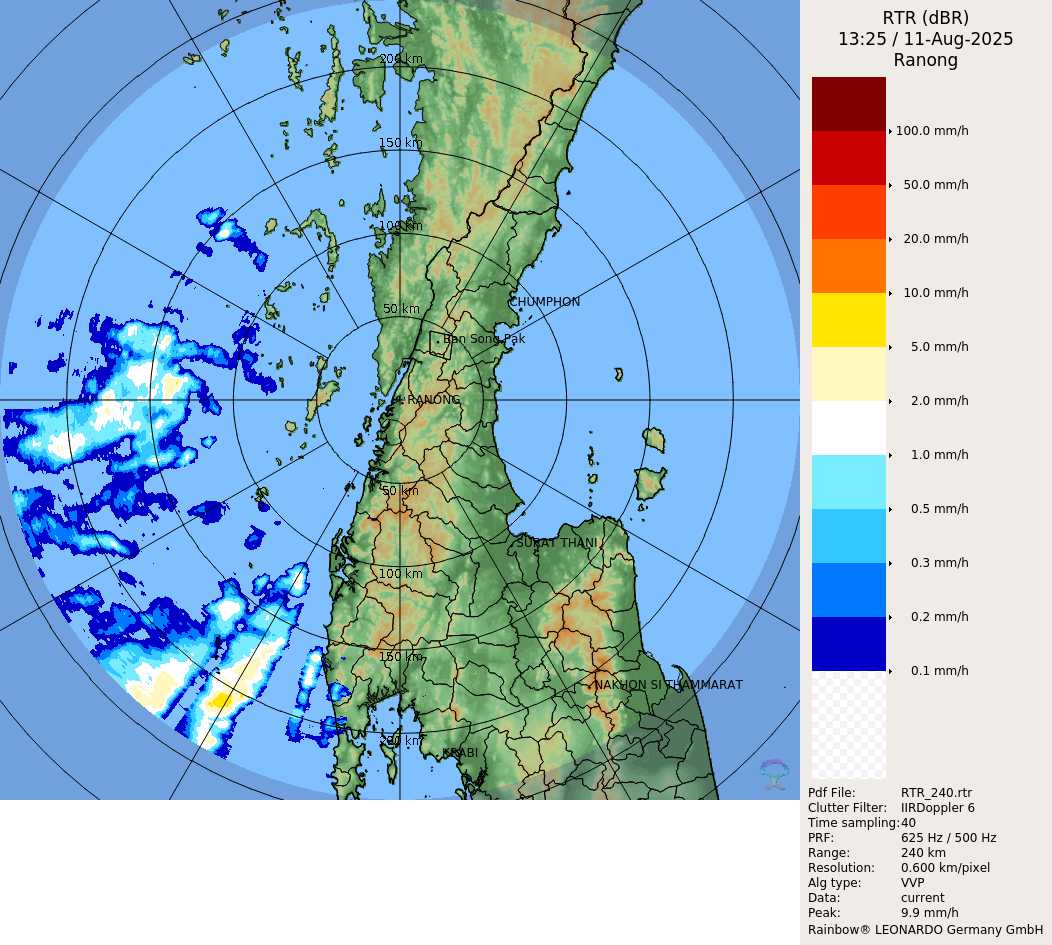 RTR (dBR)
13:25 / 11-Aug-2025
Ranong
100.0 mm/h
50.0 mm/h
20.0 mm/h
10.0 mm/h
5.0 mm/h
2.0 mm/h
1.0 mm/h
0.5 mm/h
0.3 mm/h
0.2 mm/h
0.1 mm/h
200 km
150 km
100 km
50 km
CHUMPHON
Ban Song Pak
RANONG
50 km
SURAT THANI
100 km
150 km
NAKHON SI THAMMARAT
200 km
KRABI
Pdf File: RTR_240.rtr
Clutter Filter: IIRDoppler 6
Time sampling:40
PRF: 625 Hz / 500 Hz
Range: 240 km
Resolution: 0.600 km/pixel
Alg type: VVP
Data: current
Peak: 9.9 mm/h
Rainbow® LEONARDO Germany GmbH